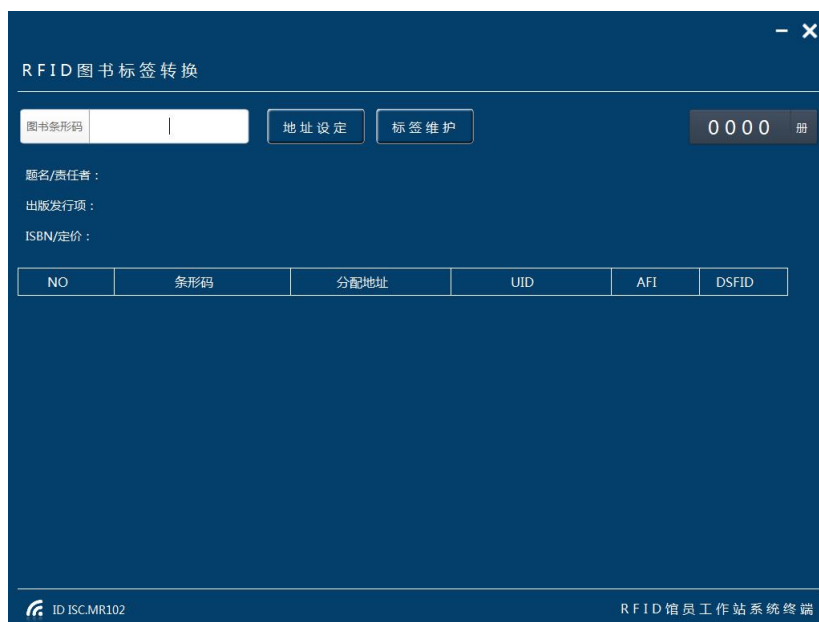 RFID图书标签转换
图书条形码 地址设定 标签维护 0000 册
题名/责任者：
出版发行项：
ISBN/定价：
NO 条形码 分配地址 UID AFI DSFID
ID ISC.MR102 RFID馆员工作站系统终端